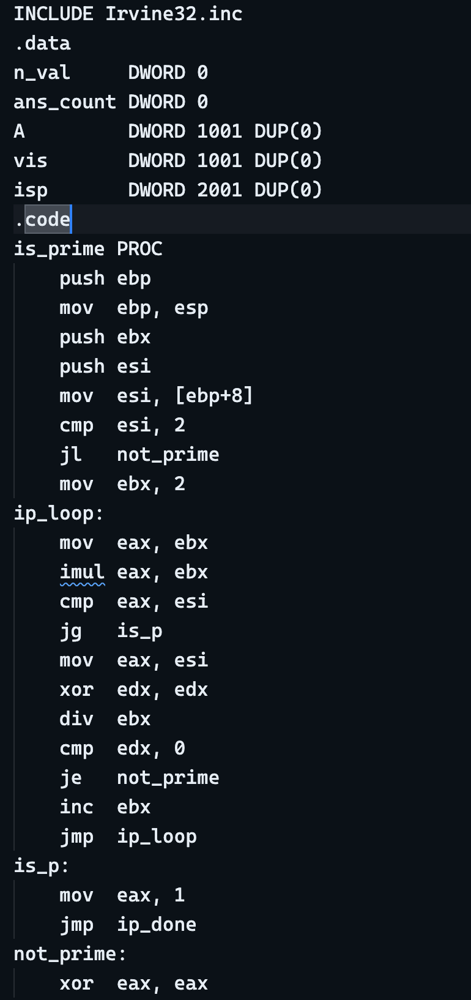 INCLUDE Irvine32.inc
.data
n_val     DWORD 0
ans_count DWORD 0
A         DWORD 1001 DUP(0)
vis       DWORD 1001 DUP(0)
isp       DWORD 2001 DUP(0)
.code
is_prime PROC
    push ebp
    mov  ebp, esp
    push ebx
    push esi
    mov  esi, [ebp+8]
    cmp  esi, 2
    jl   not_prime
    mov  ebx, 2
ip_loop:
    mov  eax, ebx
    imul eax, ebx
    cmp  eax, esi
    jg   is_p
    mov  eax, esi
    xor  edx, edx
    div  ebx
    cmp  edx, 0
    je   not_prime
    inc  ebx
    jmp  ip_loop
is_p:
    mov  eax, 1
    jmp  ip_done
not_prime:
    xor  eax, eax